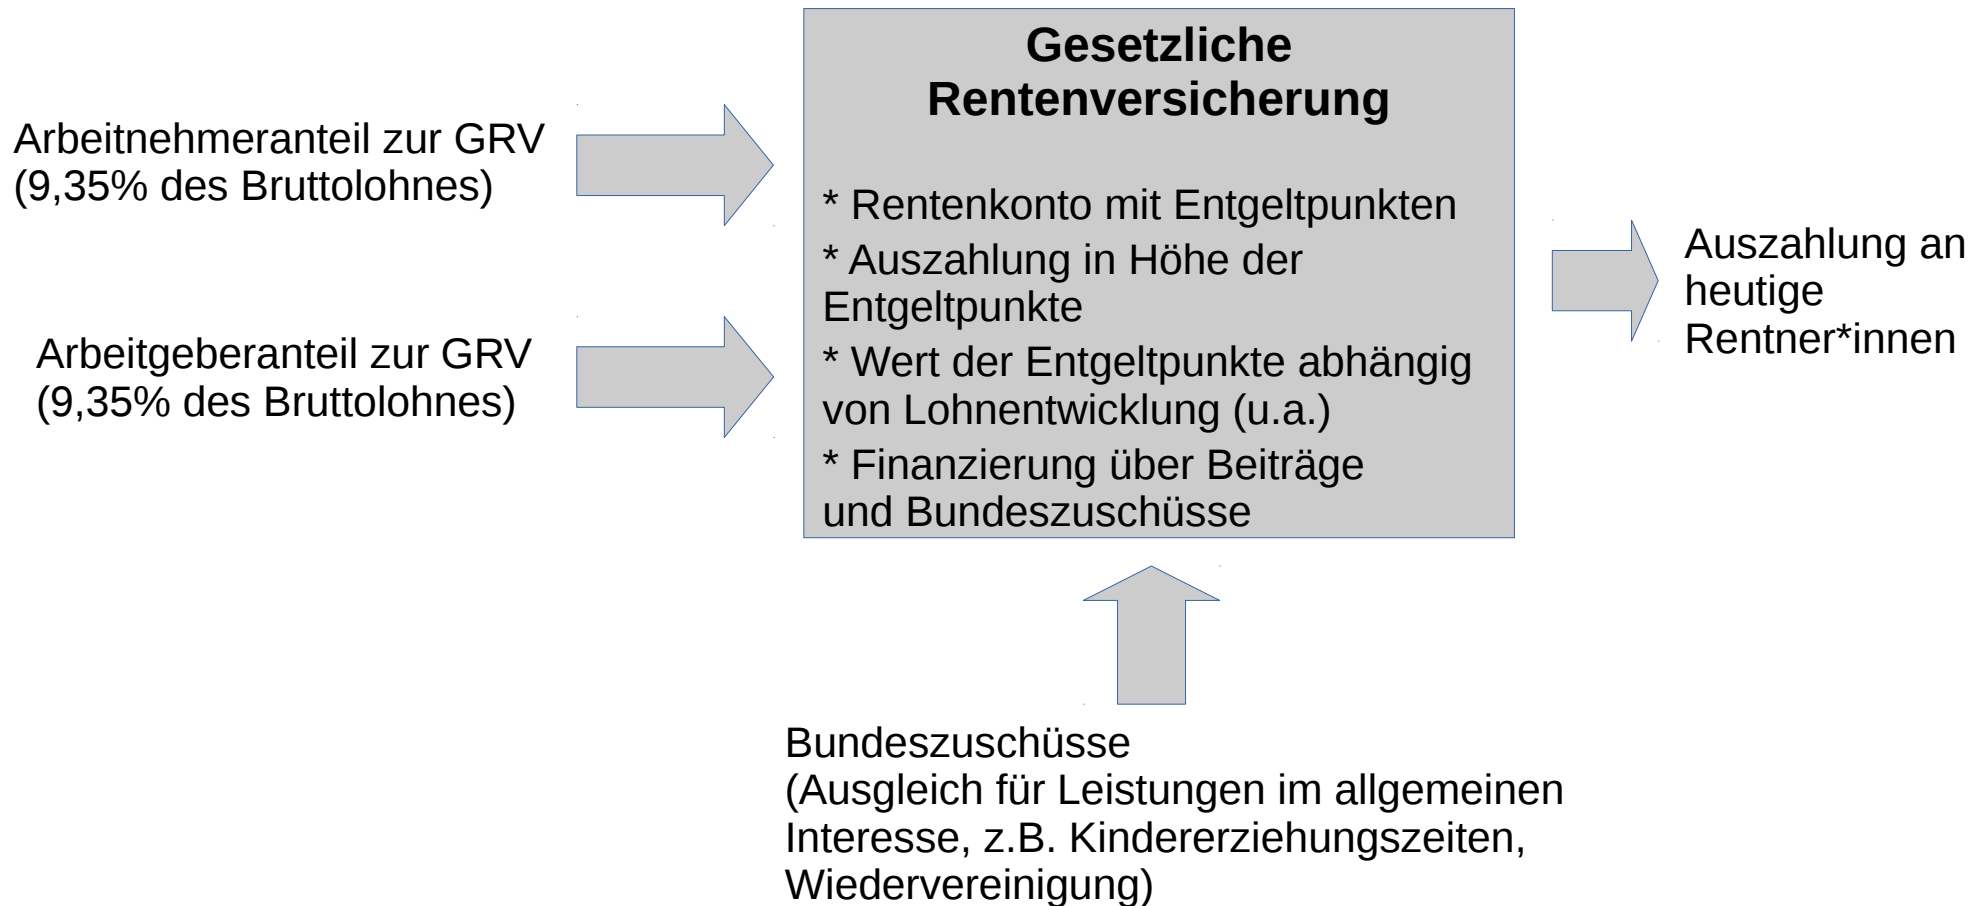 Arbeitnehmeranteil zur GRV
(9,35% des Bruttolohnes)
Arbeitgeberanteil zur GRV
(9,35% des Bruttolohnes)
Gesetzliche
Rentenversicherung
* Rentenkonto mit Entgeltpunkten
* Auszahlung in Höhe der
Entgeltpunkte
* Wert der Entgeltpunkte abhängig
von Lohnentwicklung (u.a.)
* Finanzierung über Beiträge
und Bundeszuschüsse
Auszahlung an
heutige
Rentner*innen
Bundeszuschüsse
(Ausgleich für Leistungen im allgemeinen
Interesse, z.B. Kindererziehungszeiten,
Wiedervereinigung)